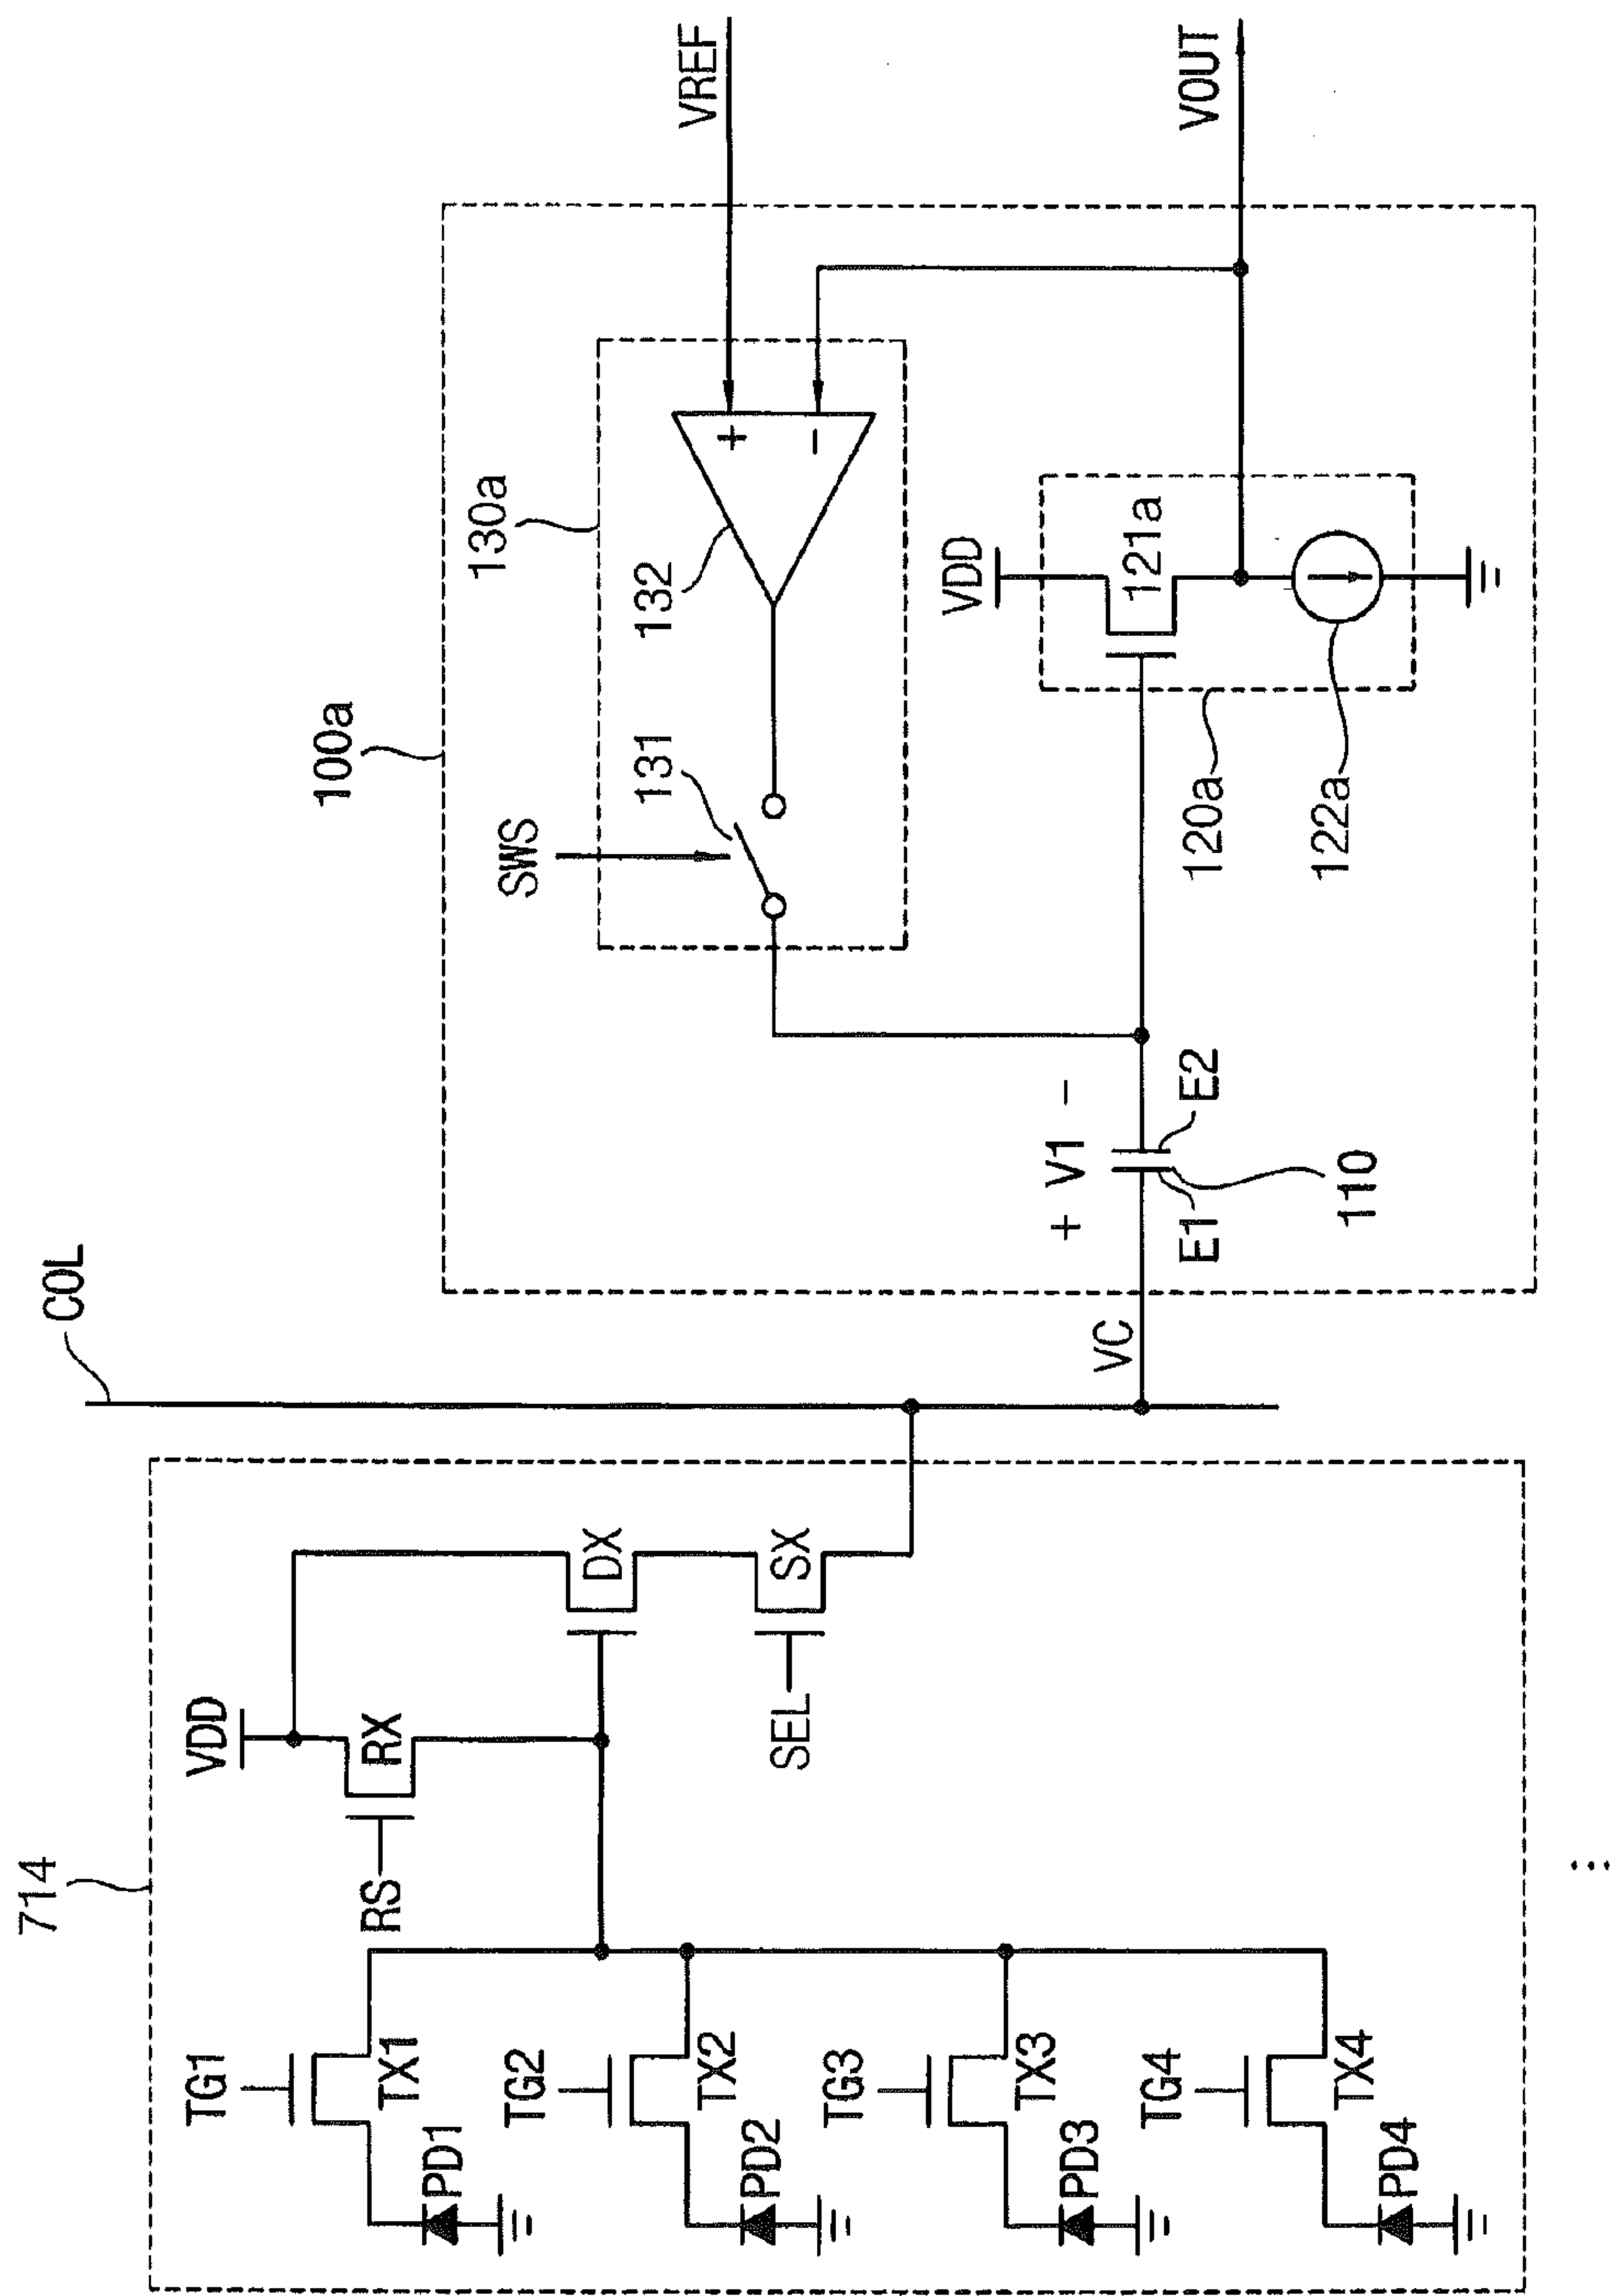 714
TG1
TX1
PD1
TG2
TX2
PD2
TG3
TX3
PD3
TG4
TX4
PD4
VDD
RS
RX
DX
SEL
SX
COL
VC
100a
+ V1 -
E1
E2
110
SWS
131
130a
132
+
-
VREF
VDD
121a
120a
122a
VOUT
⋮